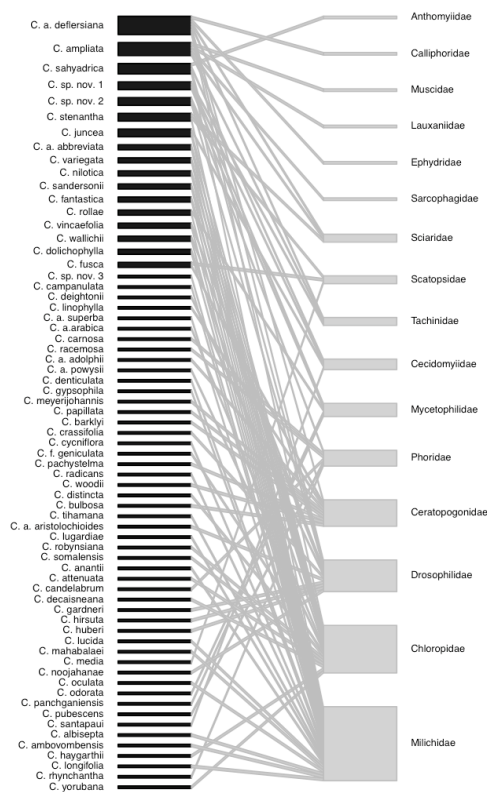 C. a. deflersiana
C. ampliata
C. sahyadrica
C. sp. nov. 1
C. sp. nov. 2
C. stenantha
C. juncea
C. a. abbreviata
C. variegata
C. nilotica
C. sandersonii
C. fantastica
C. rollae
C. vincaefolia
C. wallichii
C. dolichophylla
C. fusca
C. sp. nov. 3
C. campanulata
C. deightonii
C. linophylla
C. a. superba
C. a.arabica
C. carnosa
C. racemosa
C. a. adolphii
C. a. powysii
C. denticulata
C. gypsophila
C. meyerijohannis
C. papillata
C. barklyi
C. crassifolia
C. cycniflora
C. f. geniculata
C. pachystelma
C. radicans
C. woodii
C. distincta
C. bulbosa
C. tihamana
C. a. aristolochioides
C. lugardiae
C. robynsiana
C. somalensis
C. anantii
C. attenuata
C. candelabrum
C. decaisneana
C. gardneri
C. hirsuta
C. huberi
C. lucida
C. mahabalaei
C. media
C. noojahanae
C. oculata
C. odorata
C. panchganiensis
C. pubescens
C. santapaui
C. albisepta
C. ambovombensis
C. haygarthii
C. longifolia
C. rhynchantha
C. yorubana
Anthomyiidae
Calliphoridae
Muscidae
Lauxaniidae
Ephydridae
Sarcophagidae
Sciaridae
Scatopsidae
Tachinidae
Cecidomyiidae
Mycetophilidae
Phoridae
Ceratopogonidae
Drosophilidae
Chloropidae
Milichidae